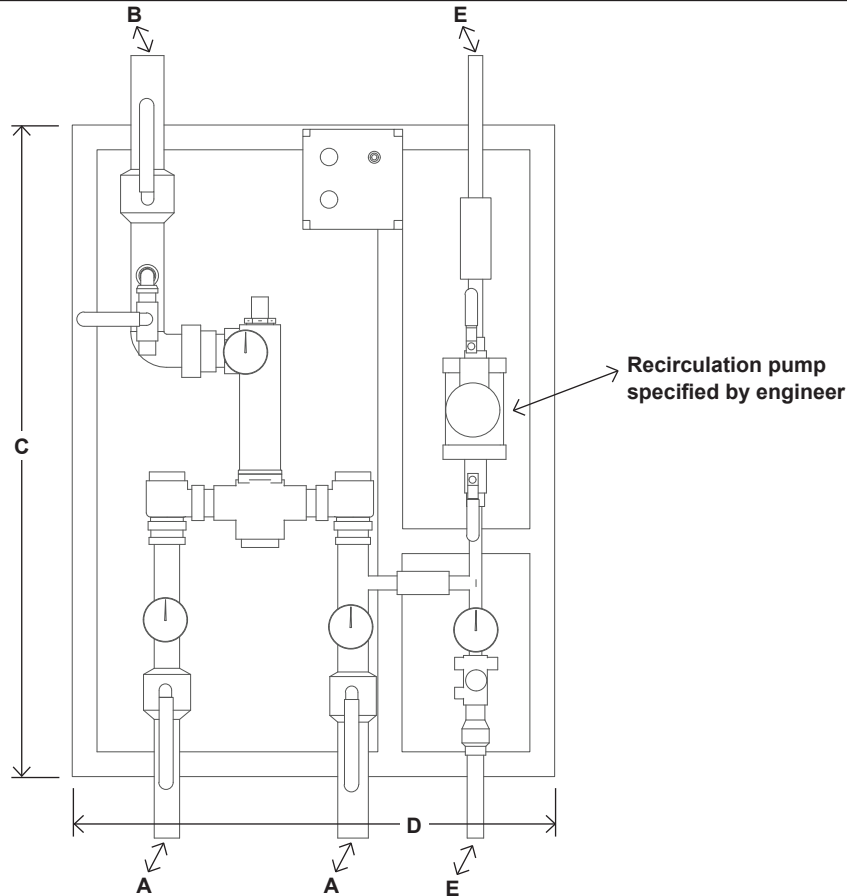 B
E
Recirculation pump
specified by engineer
C
D
A
A
E